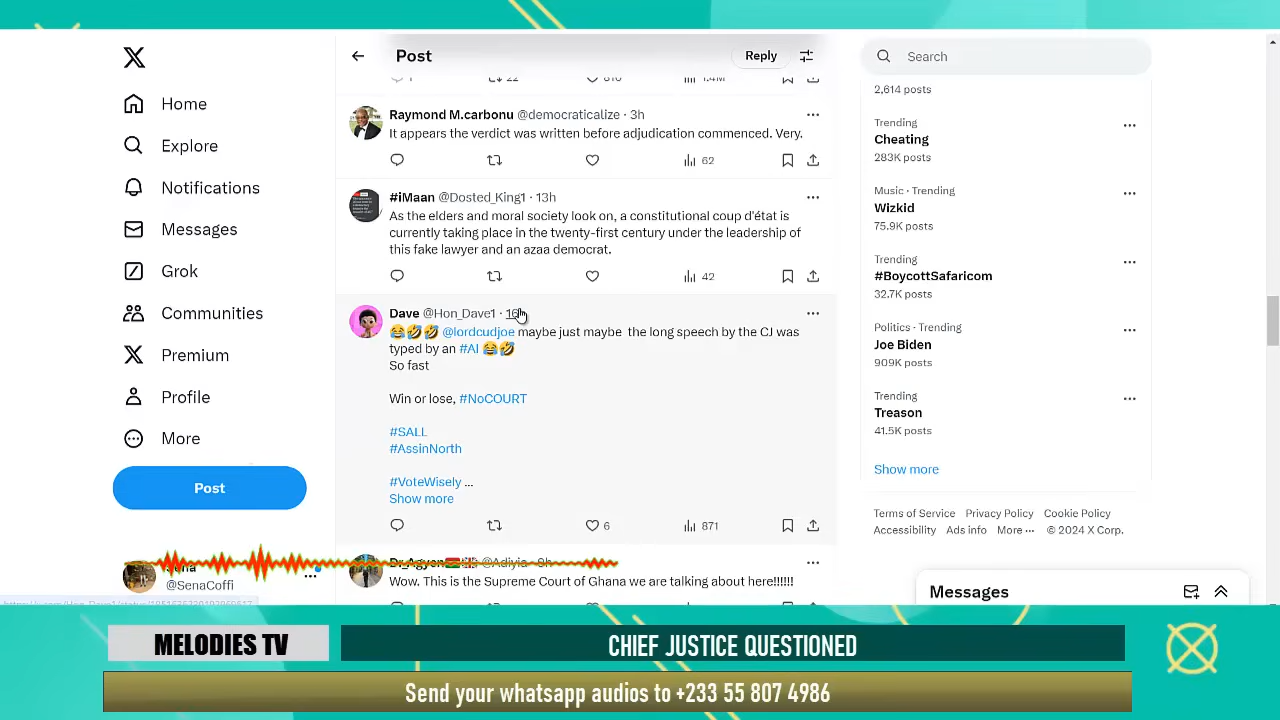 Home
Explore
Notifications
Messages
Grok
Communities
Premium
Profile
More
Post
Sena
@SenaCoffi
Post
Reply
1.4M
Raymond M.carbonu @democraticalize · 3h
It appears the verdict was written before adjudication commenced. Very.
62
#iMaan @Dosted_King1 · 13h
As the elders and moral society look on, a constitutional coup d'état is
currently taking place in the twenty-first century under the leadership of
this fake lawyer and an azaa democrat.
42
Dave @Hon_Dave1 ·
😂🤣🤣 @lordcudjoe maybe just maybe the long speech by the CJ was
typed by an #AI 😂🤣
So fast
Win or lose, #NoCOURT
#SALL
#AssinNorth
#VoteWisely ...
Show more
6
871
@Adivia · 8h
Wow. This is the Supreme Court of Ghana we are talking about here!!!!!!
Search
2,614 posts
Trending
Cheating
283K posts
Music · Trending
Wizkid
75.9K posts
Trending
#BoycottSafaricom
32.7K posts
Politics · Trending
Joe Biden
909K posts
Trending
Treason
41.5K posts
Show more
Terms of Service Privacy Policy Cookie Policy
Accessibility Ads info More ··· © 2024 X Corp.
Messages
MELODIES TV
CHIEF JUSTICE QUESTIONED
Send your whatsapp audios to +233 55 807 4986